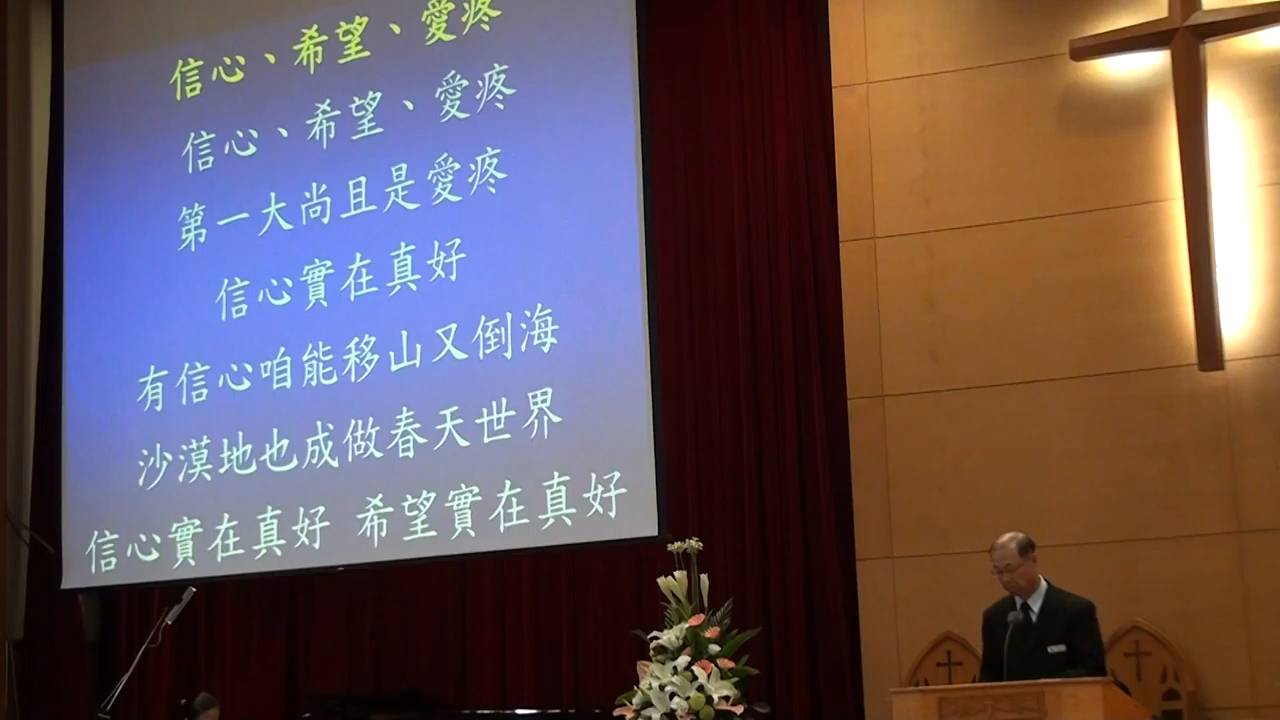 信心、希望、愛疼
信心、希望、愛疼
第一大尚且是愛疼
信心實在真好
有信心咱能移山又倒海
沙漠地也成做春天世界
信心實在真好 希望實在真好